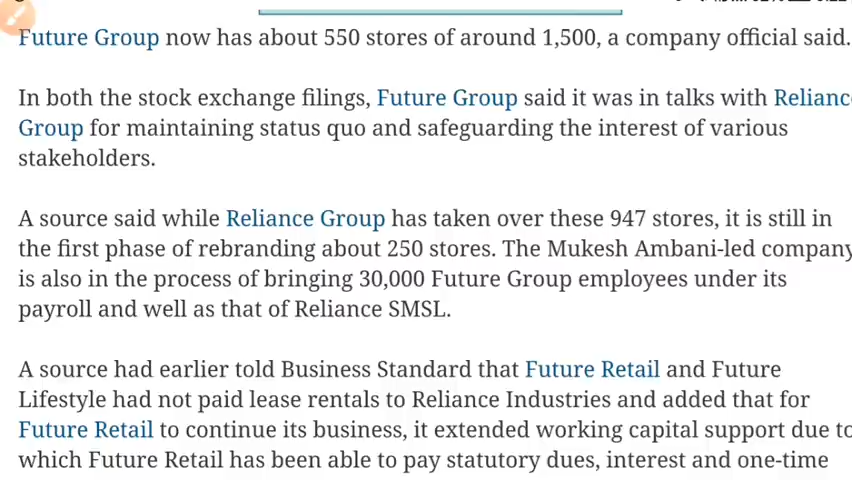 Future Group now has about 550 stores of around 1,500, a company official said.
In both the stock exchange filings, Future Group said it was in talks with Relianc
Group for maintaining status quo and safeguarding the interest of various
stakeholders.
A source said while Reliance Group has taken over these 947 stores, it is still in
the first phase of rebranding about 250 stores. The Mukesh Ambani-led company
is also in the process of bringing 30,000 Future Group employees under its
payroll and well as that of Reliance SMSL.
A source had earlier told Business Standard that Future Retail and Future
Lifestyle had not paid lease rentals to Reliance Industries and added that for
Future Retail to continue its business, it extended working capital support due to
which Future Retail has been able to pay statutory dues, interest and one-time